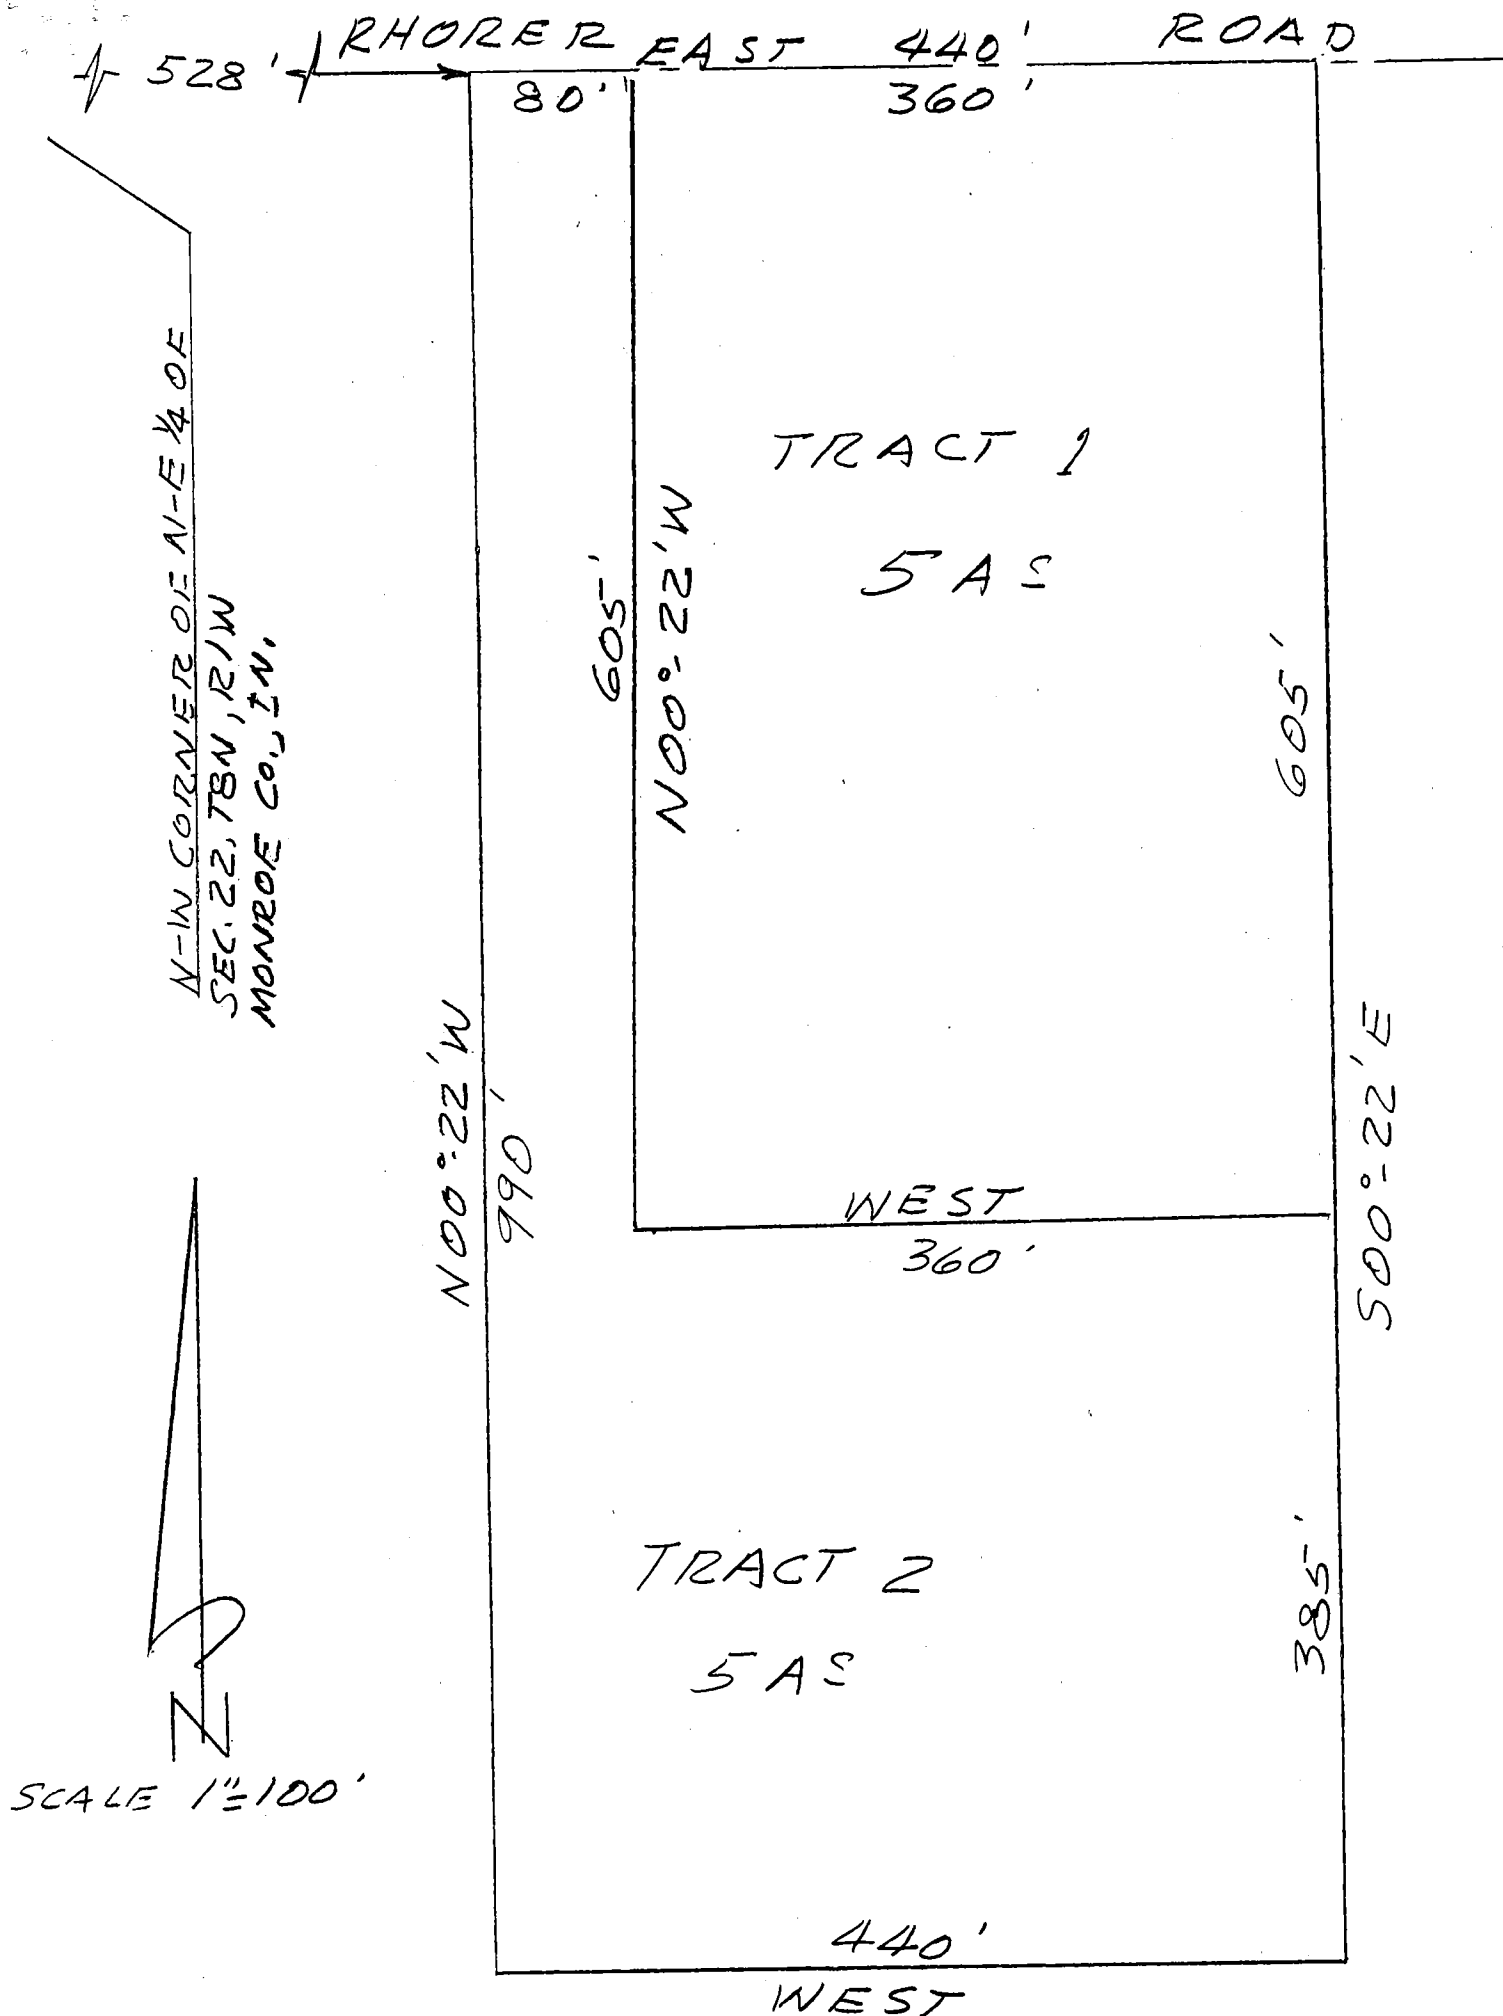 RHORER EAST 440' ROAD
528'
80'
360'
N-W CORNER OF N-E ¼ OF
SEC. 22, T8N, R1W
MONROE CO., IN.
TRACT 1
5 AS
605'
N00°-22'W
605'
N00°-22'W
990'
WEST
360'
S00°-22'E
TRACT 2
5 AS
385'
N
SCALE 1"=100'
440'
WEST